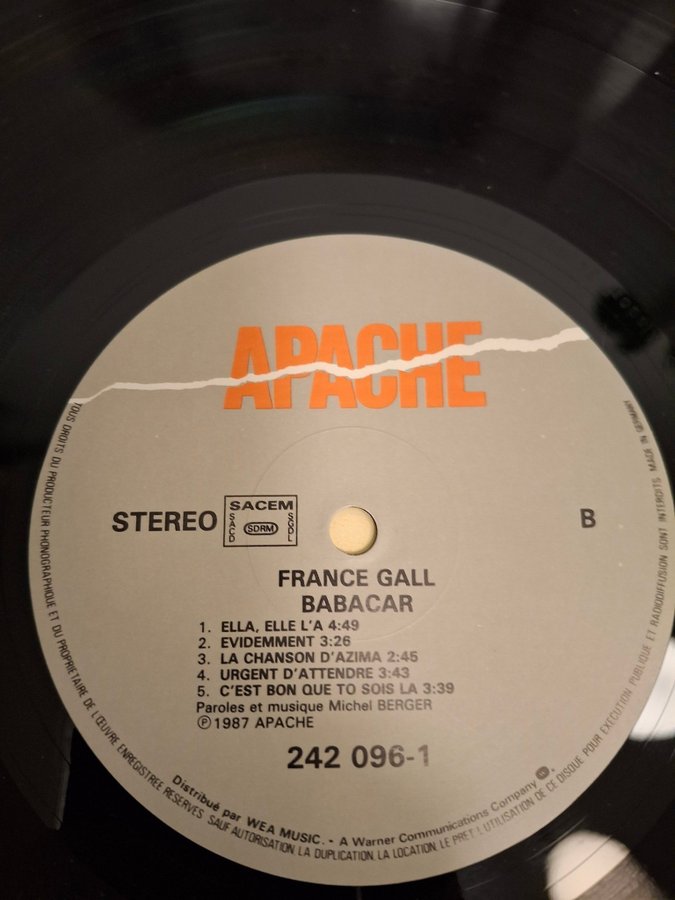 APACHE
STEREO
SACEM
SACD
SDRM
SGDL
B
FRANCE GALL
BABACAR
1. ELLA, ELLE L'A 4:49
2. EVIDEMMENT 3:26
3. LA CHANSON D'AZIMA 2:45
4. URGENT D'ATTENDRE 3:43
5. C'EST BON QUE TO SOIS LA 3:39
Paroles et musique Michel BERGER
℗ 1987 APACHE
242 096-1
Distribué par WEA MUSIC. - A Warner Communications Company
TOUS DROITS DU PRODUCTEUR PHONOGRAPHIQUE ET DU PROPRIETAIRE DE L'ŒUVRE ENREGISTREE RESERVES SAUF AUTORISATION LA DUPLICATION, LA LOCATION, LE PRET, L'UTILISATION DE CE DISQUE POUR EXECUTION PUBLIQUE ET RADIODIFFUSION SONT INTERDITS MADE IN GERMANY